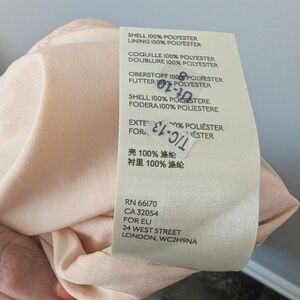 SHELL 100% POLYESTER
LINING 100% POLYESTER
COQUILLE 100% POLYESTER
DOUBLURE 100% POLYESTER
OBERSTOFF 100% POLYESTER
FUTTER 100% POLYESTER
SHELL 100% POLIESTERE
FODERA 100% POLIESTERE
100% POLIÉSTER
100% POLIÉSTER
T/C-13
壳 100% 涤纶
衬里 100% 涤纶
RN 66170
CA 32054
FOR EU
24 WEST STREET
LONDON, WC2H9NA